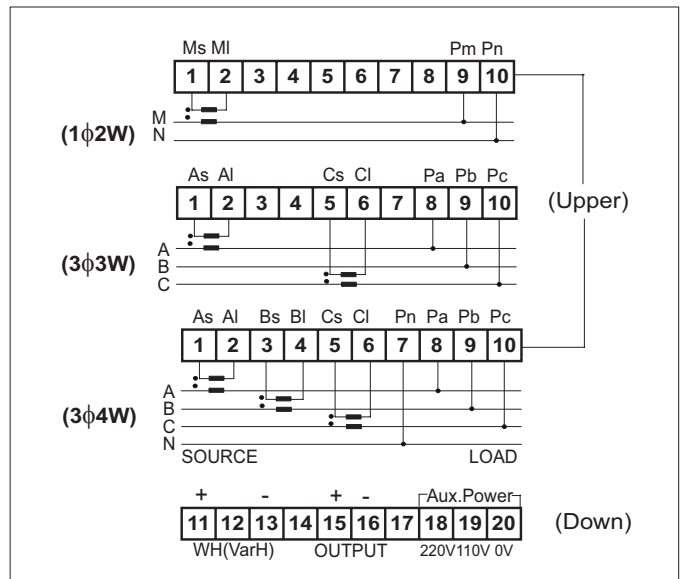 Ms Ml Pm Pn
1 2 3 4 5 6 7 8 9 10
M
(1ϕ2W)
N
As Al Cs Cl Pa Pb Pc
1 2 3 4 5 6 7 8 9 10
(Upper)
A
(3ϕ3W)
B
C
As Al Bs Bl Cs Cl Pn Pa Pb Pc
1 2 3 4 5 6 7 8 9 10
A
B
(3ϕ4W)
C
N
SOURCE LOAD
+ - + - Aux.Power
11 12 13 14 15 16 17 18 19 20 (Down)
WH(VarH) OUTPUT 220V110V 0V